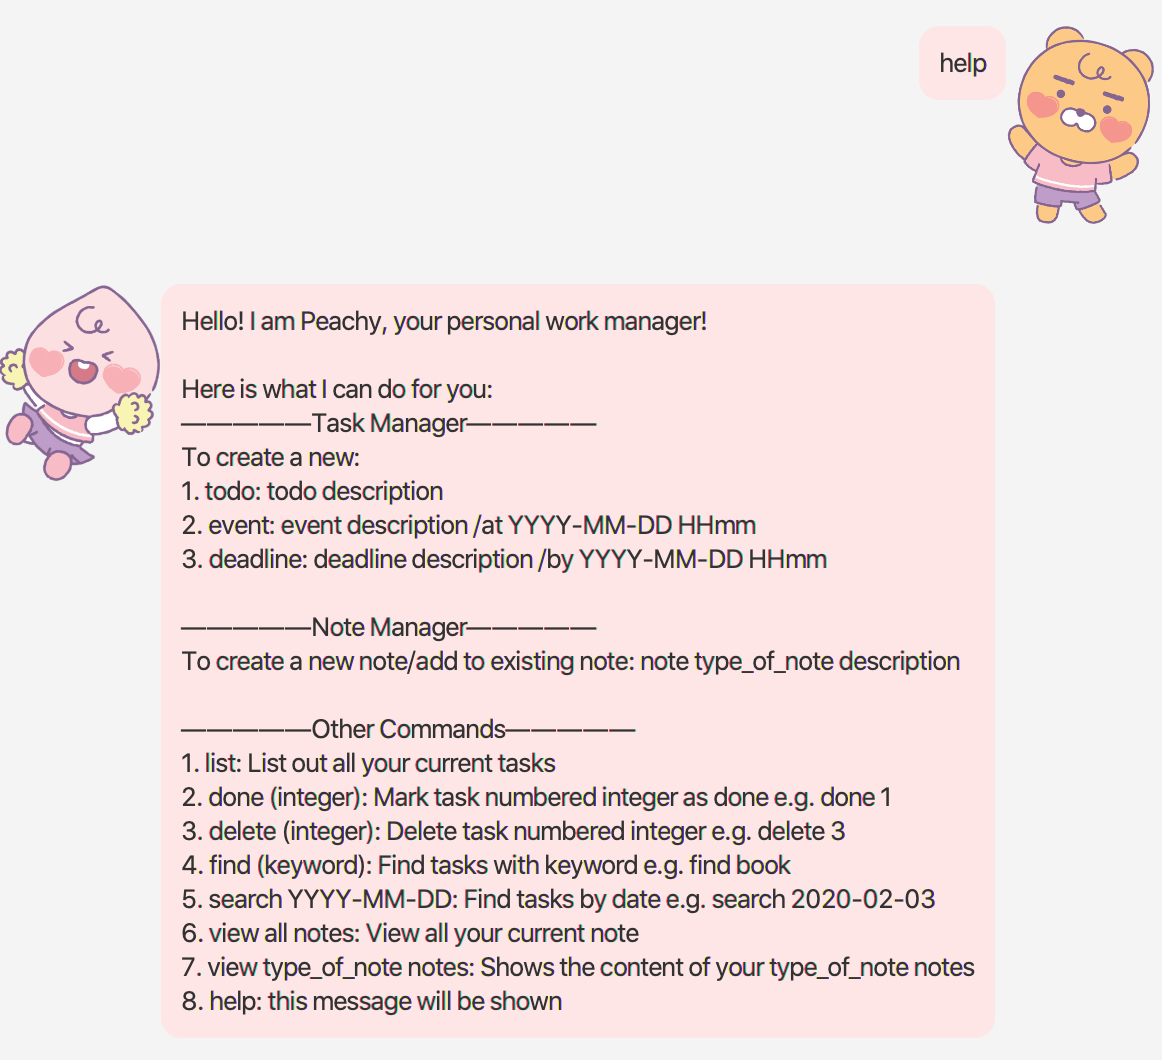 help
Hello! I am Peachy, your personal work manager!
Here is what I can do for you:
—————Task Manager—————
To create a new:
1. todo: todo description
2. event: event description /at YYYY-MM-DD HHmm
3. deadline: deadline description /by YYYY-MM-DD HHmm
—————Note Manager—————
To create a new note/add to existing note: note type_of_note description
—————Other Commands—————
1. list: List out all your current tasks
2. done (integer): Mark task numbered integer as done e.g. done 1
3. delete (integer): Delete task numbered integer e.g. delete 3
4. find (keyword): Find tasks with keyword e.g. find book
5. search YYYY-MM-DD: Find tasks by date e.g. search 2020-02-03
6. view all notes: View all your current note
7. view type_of_note notes: Shows the content of your type_of_note notes
8. help: this message will be shown